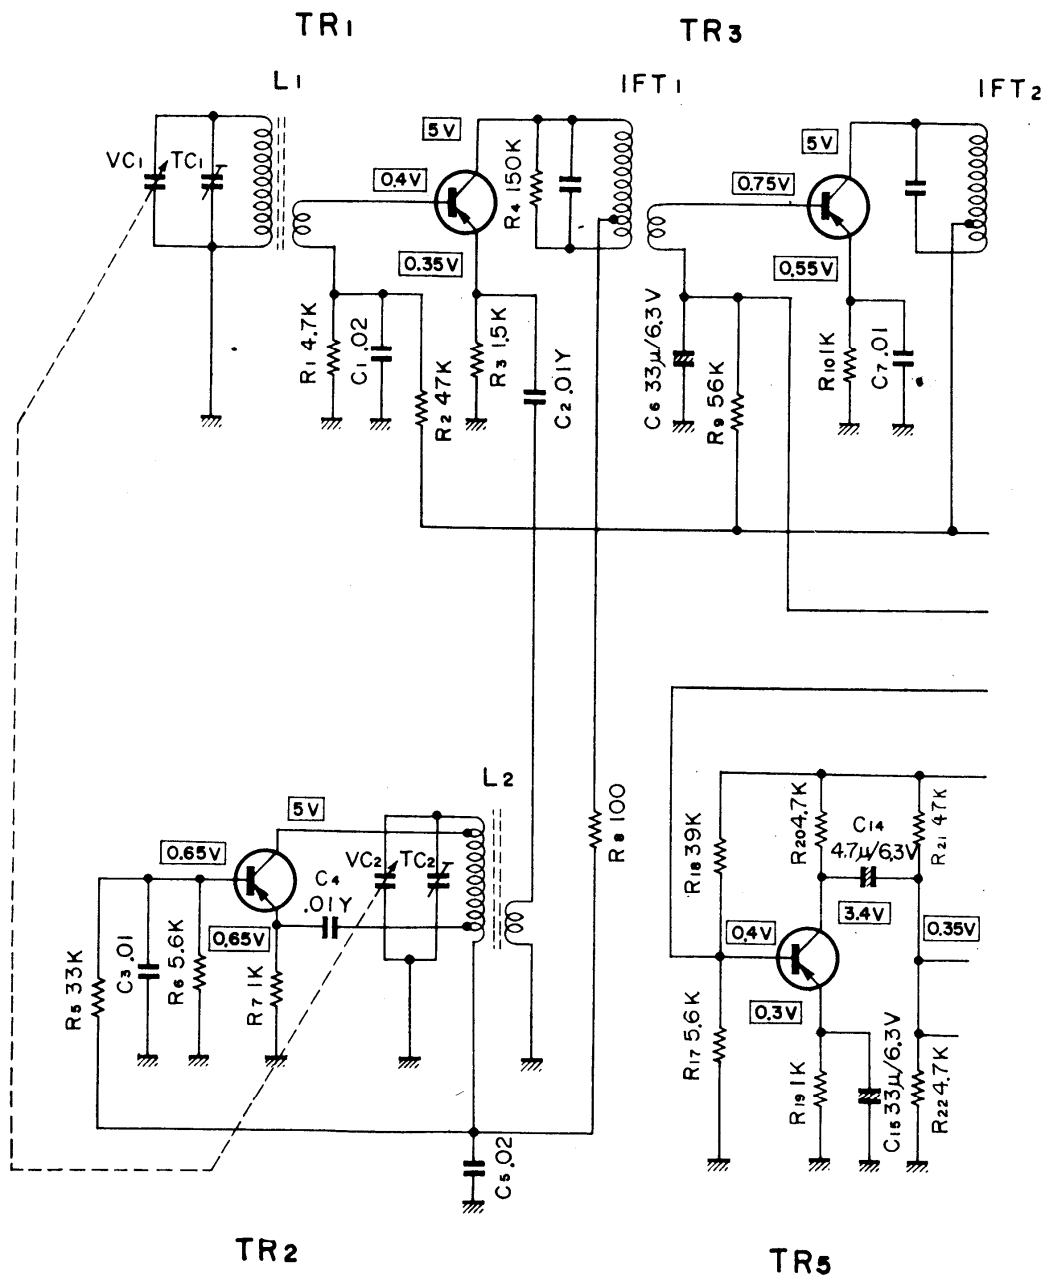 TR1
TR3
L1
IFT1
IFT2
VC1
TC1
5V
0.4V
0.35V
R4 150K
5V
0.75V
0.55V
R1 4.7K
C1 .02
R2 47K
R3 1.5K
C2 .01Y
C6 33μ/6.3V
R9 56K
R10 1K
C7 .01
L2
5V
0.65V
0.65V
C4
.01Y
VC2
TC2
R8 100
R5 33K
C3 .01
R6 5.6K
R7 1K
C5 .02
R18 39K
R20 4.7K
C14
4.7μ/6.3V
R21 47K
3.4V
0.4V
0.35V
0.3V
R17 5.6K
R19 1K
C15 33μ/6.3V
R22 4.7K
TR2
TR5